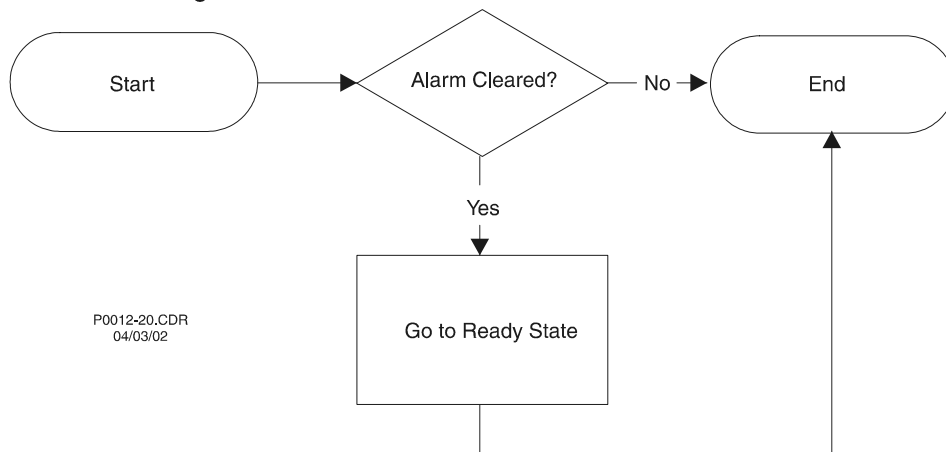 Start
Alarm Cleared?
No
End
Yes
Go to Ready State
P0012-20.CDR
04/03/02